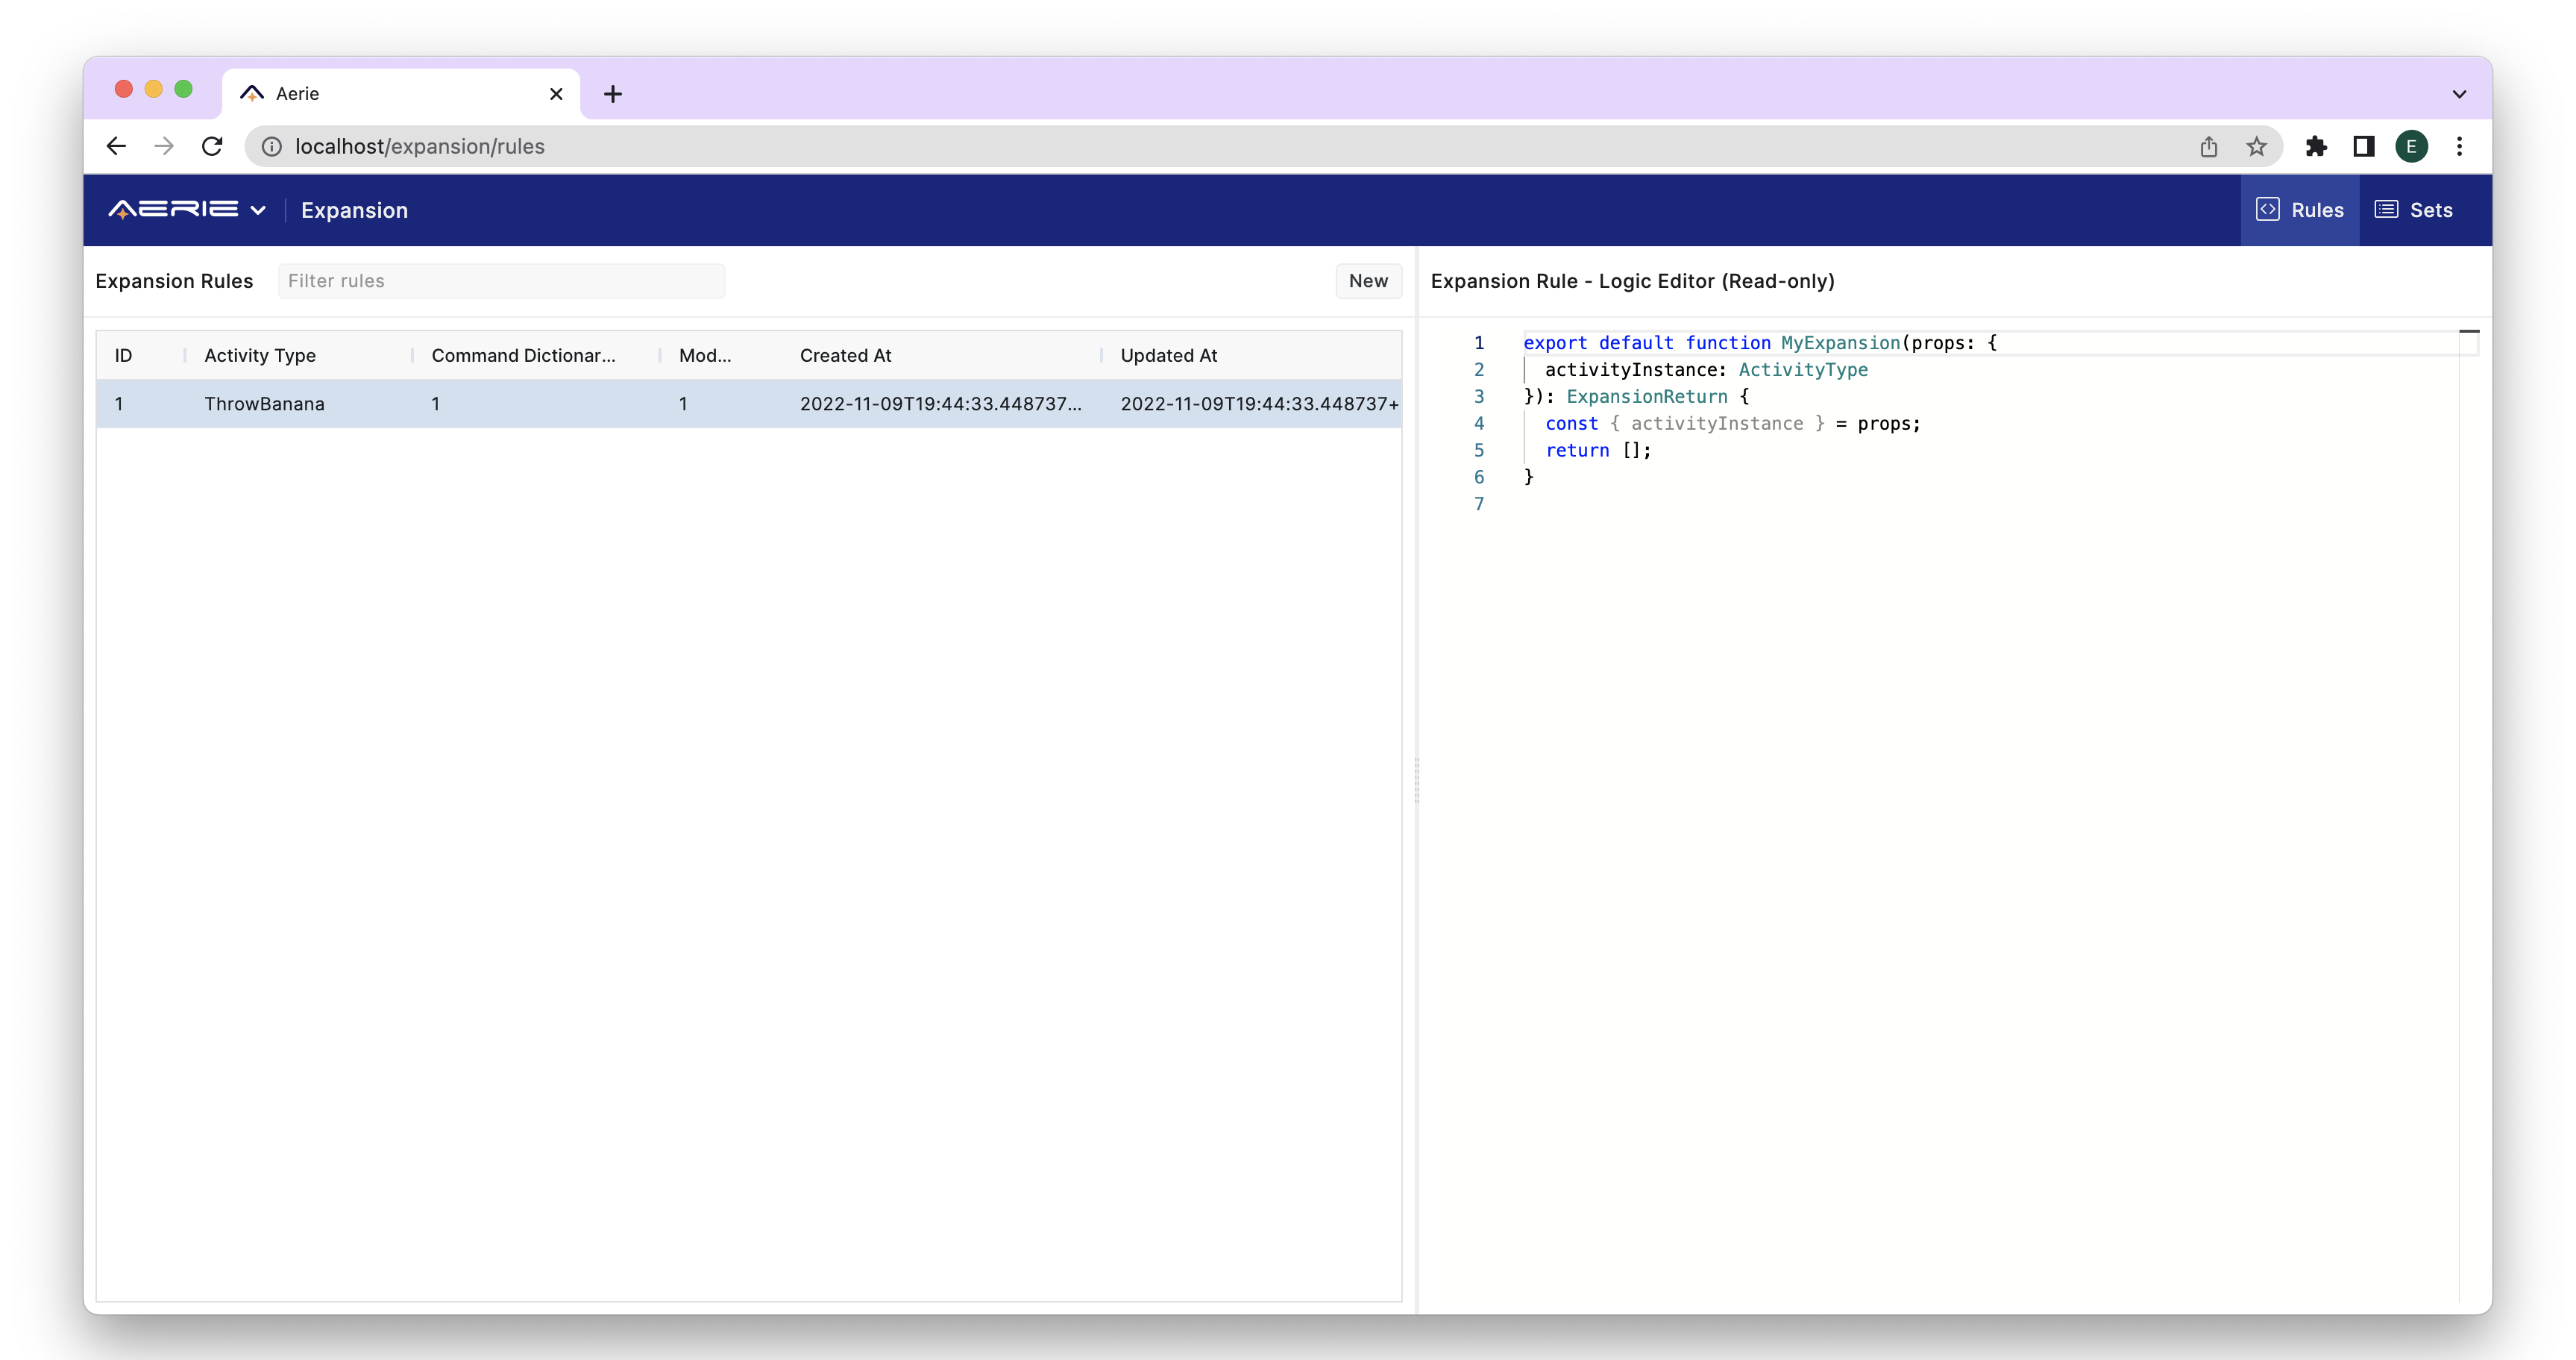 Aerie
localhost/expansion/rules
E
AERIE
Expansion
Rules
Sets
Expansion Rules
Filter rules
New
ID Activity Type Command Dictionar... Mod... Created At Updated At
1 ThrowBanana 1 1 2022-11-09T19:44:33.448737... 2022-11-09T19:44:33.448737+
Expansion Rule - Logic Editor (Read-only)
1 export default function MyExpansion(props: {
2 activityInstance: ActivityType
3 }): ExpansionReturn {
4 const { activityInstance } = props;
5 return [];
6 }
7